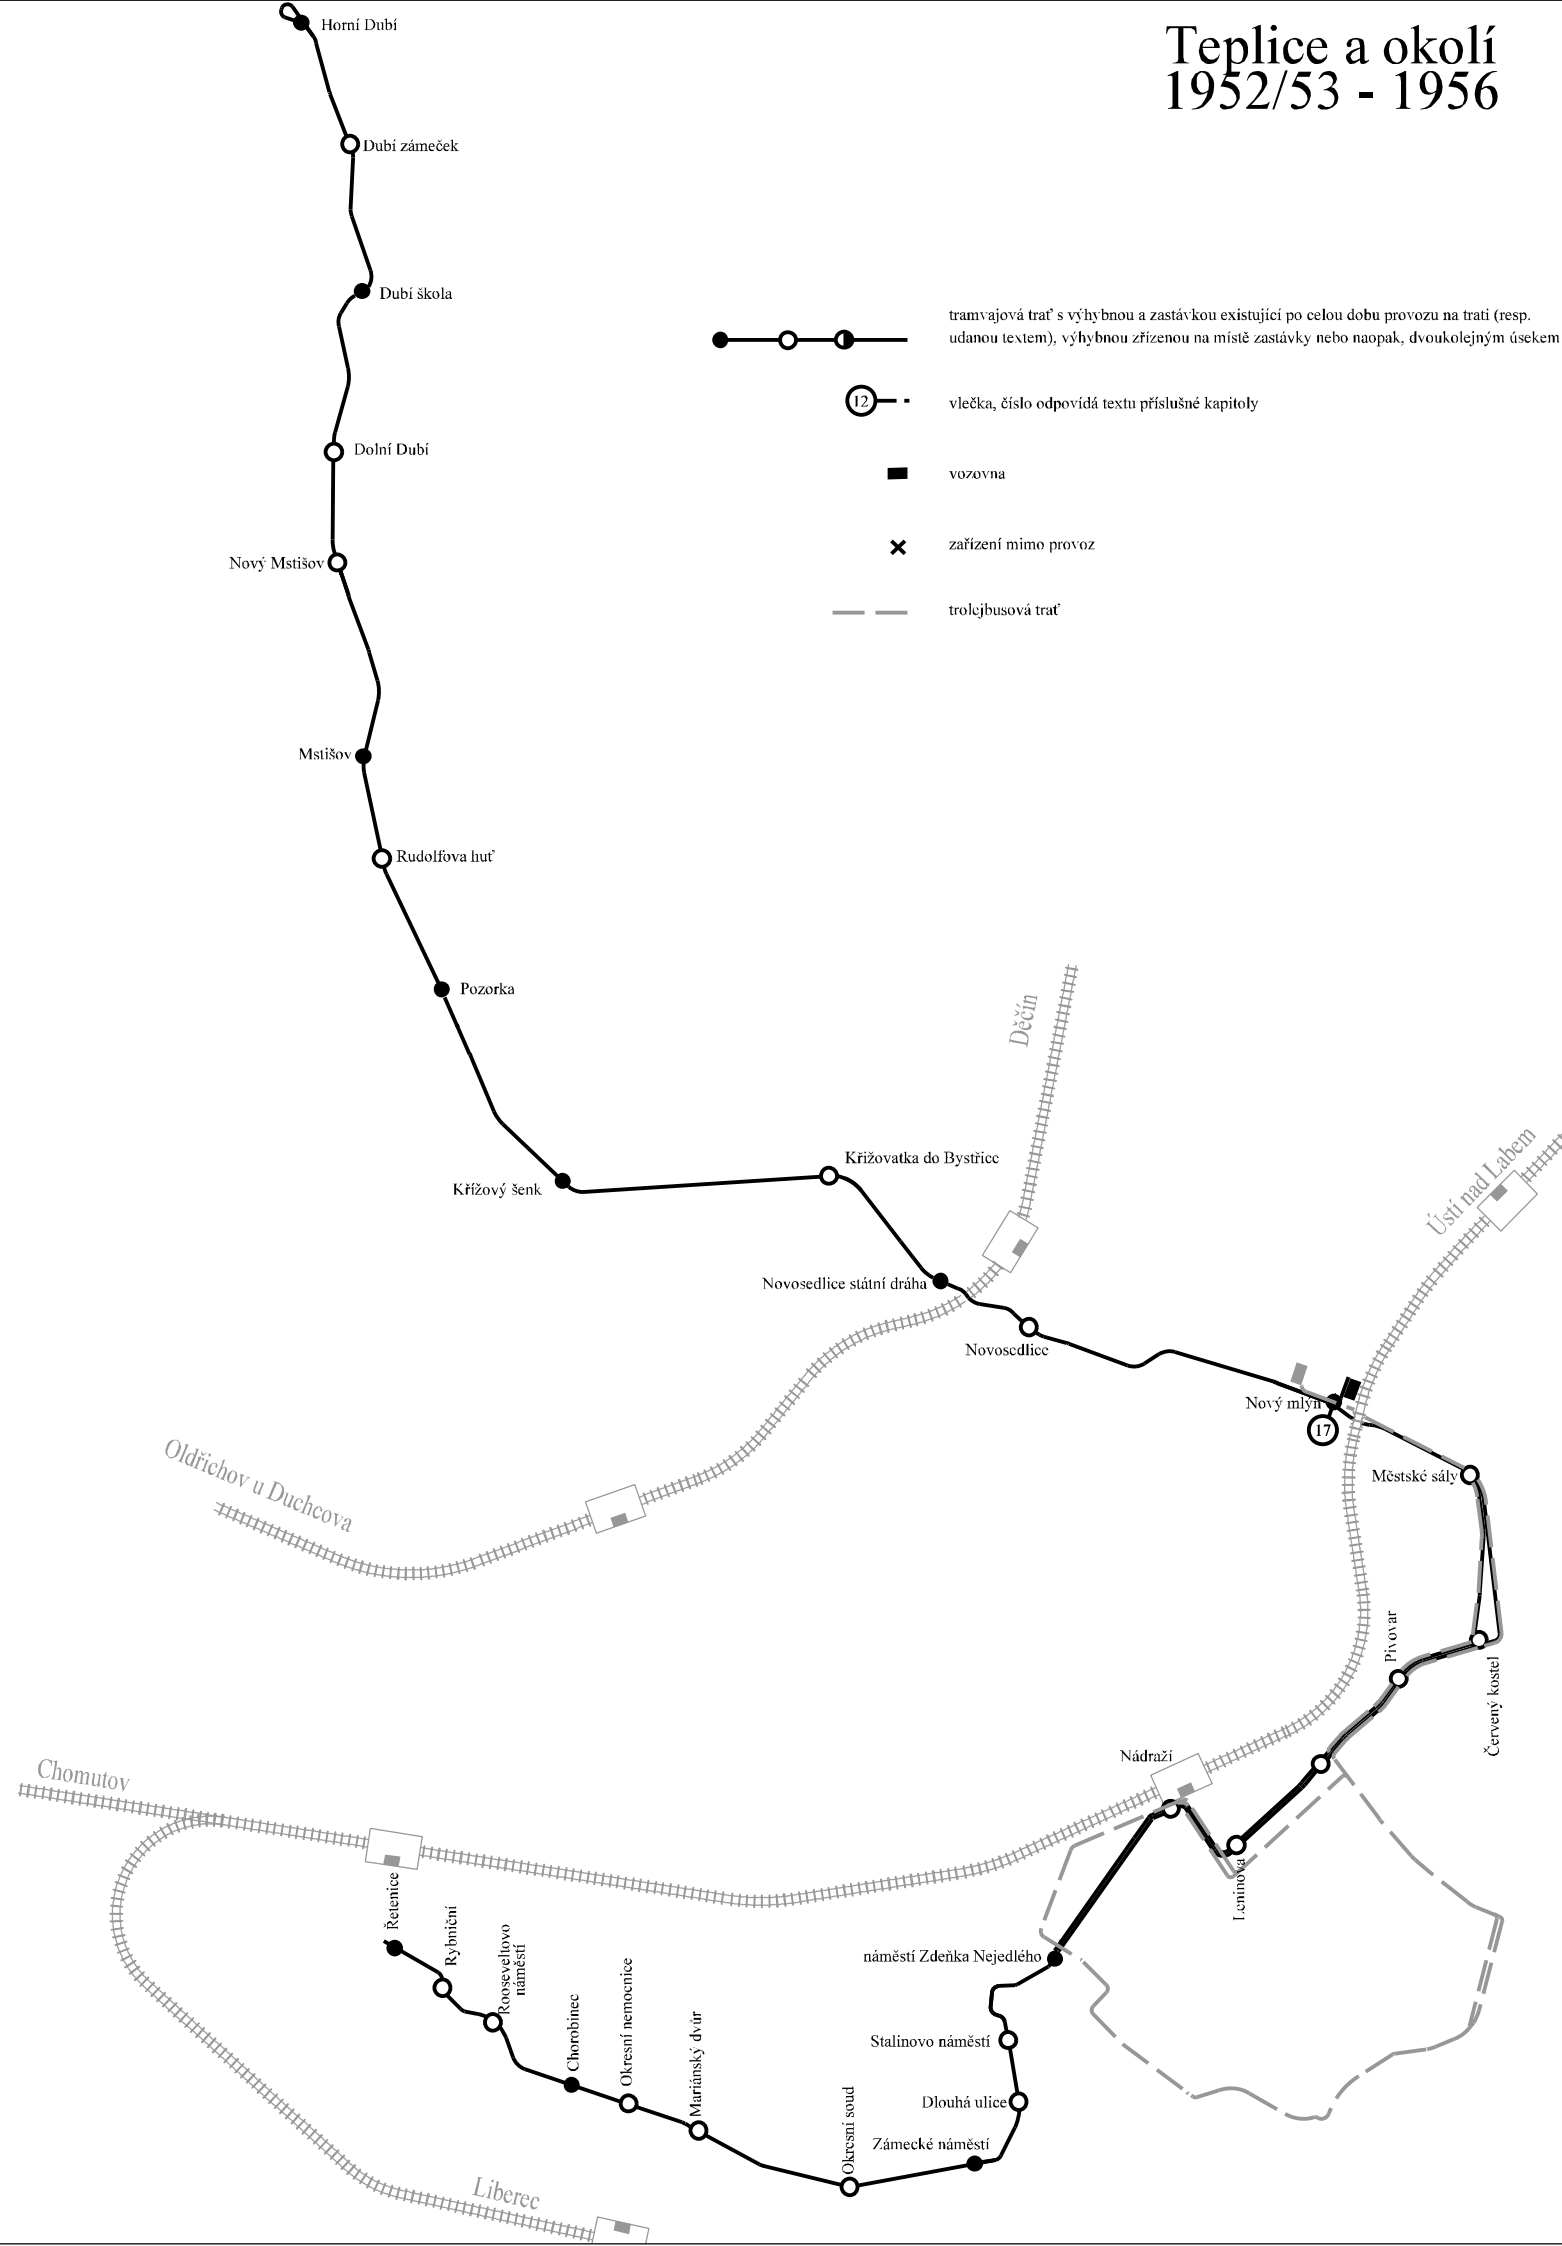 Teplice a okolí
1952/53 - 1956
Horní Dubí
Dubí zámeček
Dubí škola
tramvajová trať s výhybnou a zastávkou existující po celou dobu provozu na trati (resp.
udanou textem), výhybnou zřízenou na místě zastávky nebo naopak, dvoukolejným úsekem
12
vlečka, číslo odpovídá textu příslušné kapitoly
Dolní Dubí
vozovna
zařízení mimo provoz
Nový Mstišov
trolejbusová trať
Mstišov
Rudolfova huť
Pozorka
Děčín
Křižovatka do Bystřice
Křížový šenk
Ústí nad Labem
Novosedlice státní dráha
Novosedlice
Nový mlýn
17
Městské sály
Oldřichov u Duchcova
Pivovar
Červený kostel
Nádraží
Chomutov
Leninova
Řetenice
Rybniční
Rooseveltovo
náměstí
náměstí Zdeňka Nejedlého
Chorobinec
Okresní nemocnice
Mariánský dvůr
Stalinovo náměstí
Dlouhá ulice
Okresní soud
Zámecké náměstí
Liberec